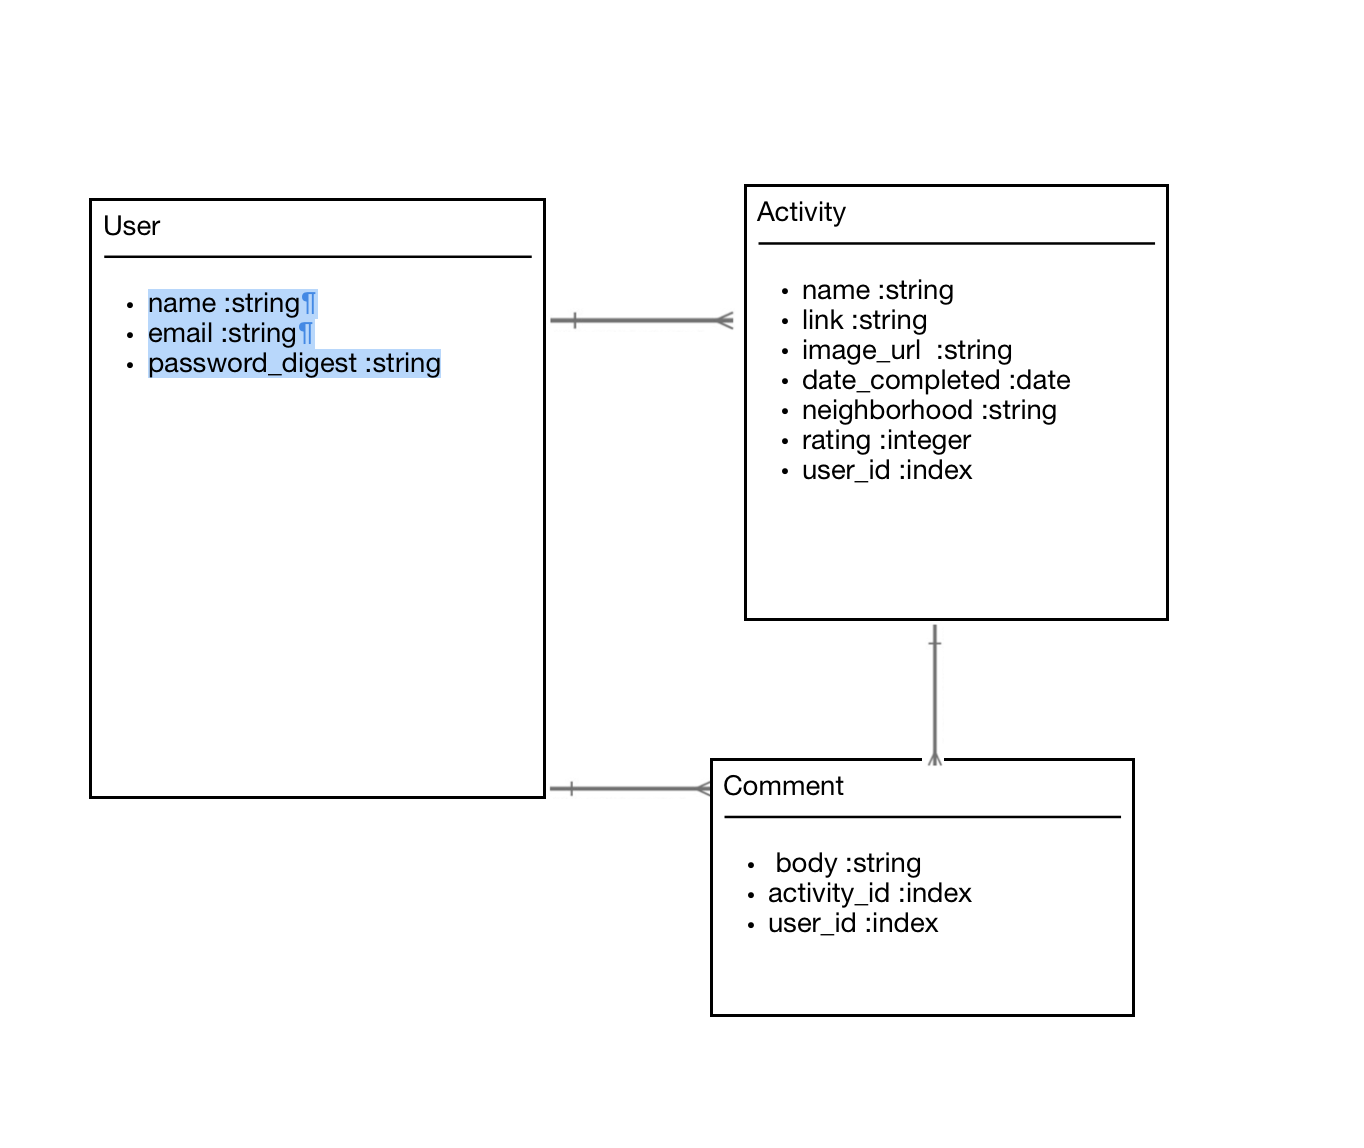 User
name :string¶
email :string¶
password_digest :string
Activity
name :string
link :string
image_url  :string
date_completed :date
neighborhood :string
rating :integer
user_id :index
Comment
body :string
activity_id :index
user_id :index